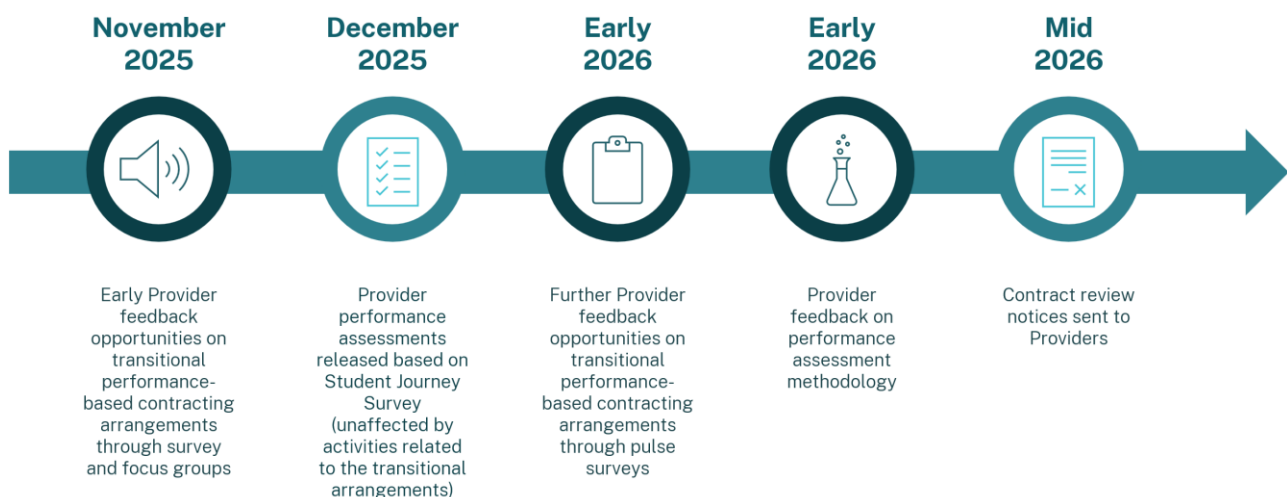 November
2025
December
2025
Early
2026
Early
2026
Mid
2026
Early Provider
feedback
opportunities on
transitional
performance-
based contracting
arrangements
through survey
and focus groups
Provider
performance
assessments
released based on
Student Journey
Survey
(unaffected by
activities related
to the transitional
arrangements)
Further Provider
feedback
opportunities on
transitional
performance-
based contracting
arrangements
through pulse
surveys
Provider
feedback on
performance
assessment
methodology
Contract review
notices sent to
Providers